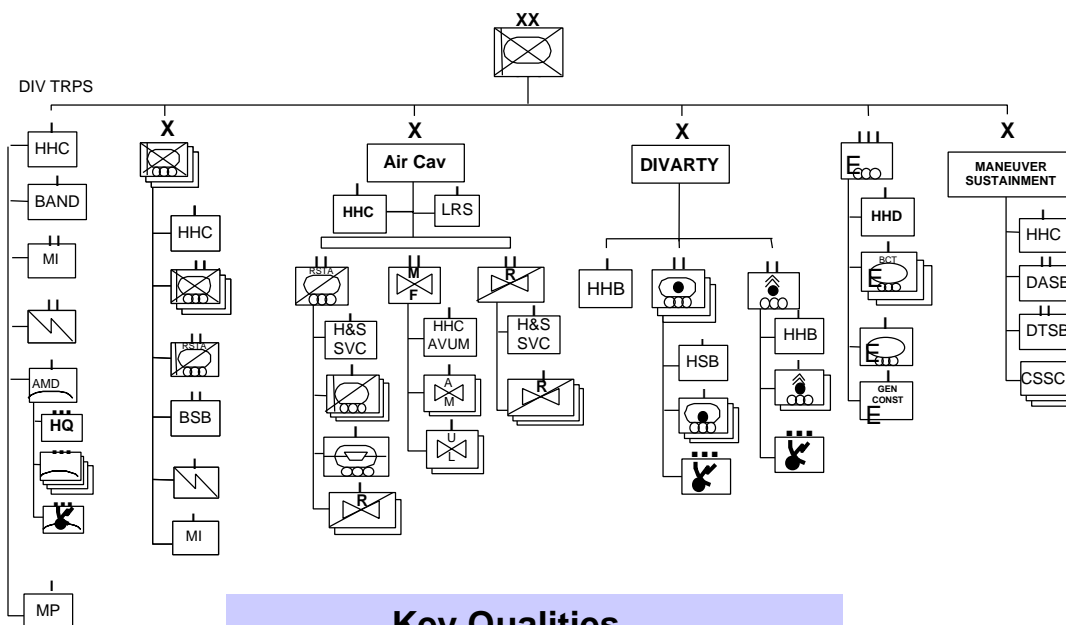 XX
DIV TRPS
HHC
BAND
MI
AMD
HQ
MP
X
HHC
RSTA
BSB
MI
X
Air Cav
HHC
LRS
RSTA
H&S
SVC
R
M
F
HHC
AVUM
A
M
U
L
R
H&S
SVC
R
X
DIVARTY
HHB
HSB
HHB
III
E
HHD
BCT
E
E
GEN
CONST
E
X
MANEUVER
SUSTAINMENT
HHC
DASB
DTSB
CSSC
Key Qualities